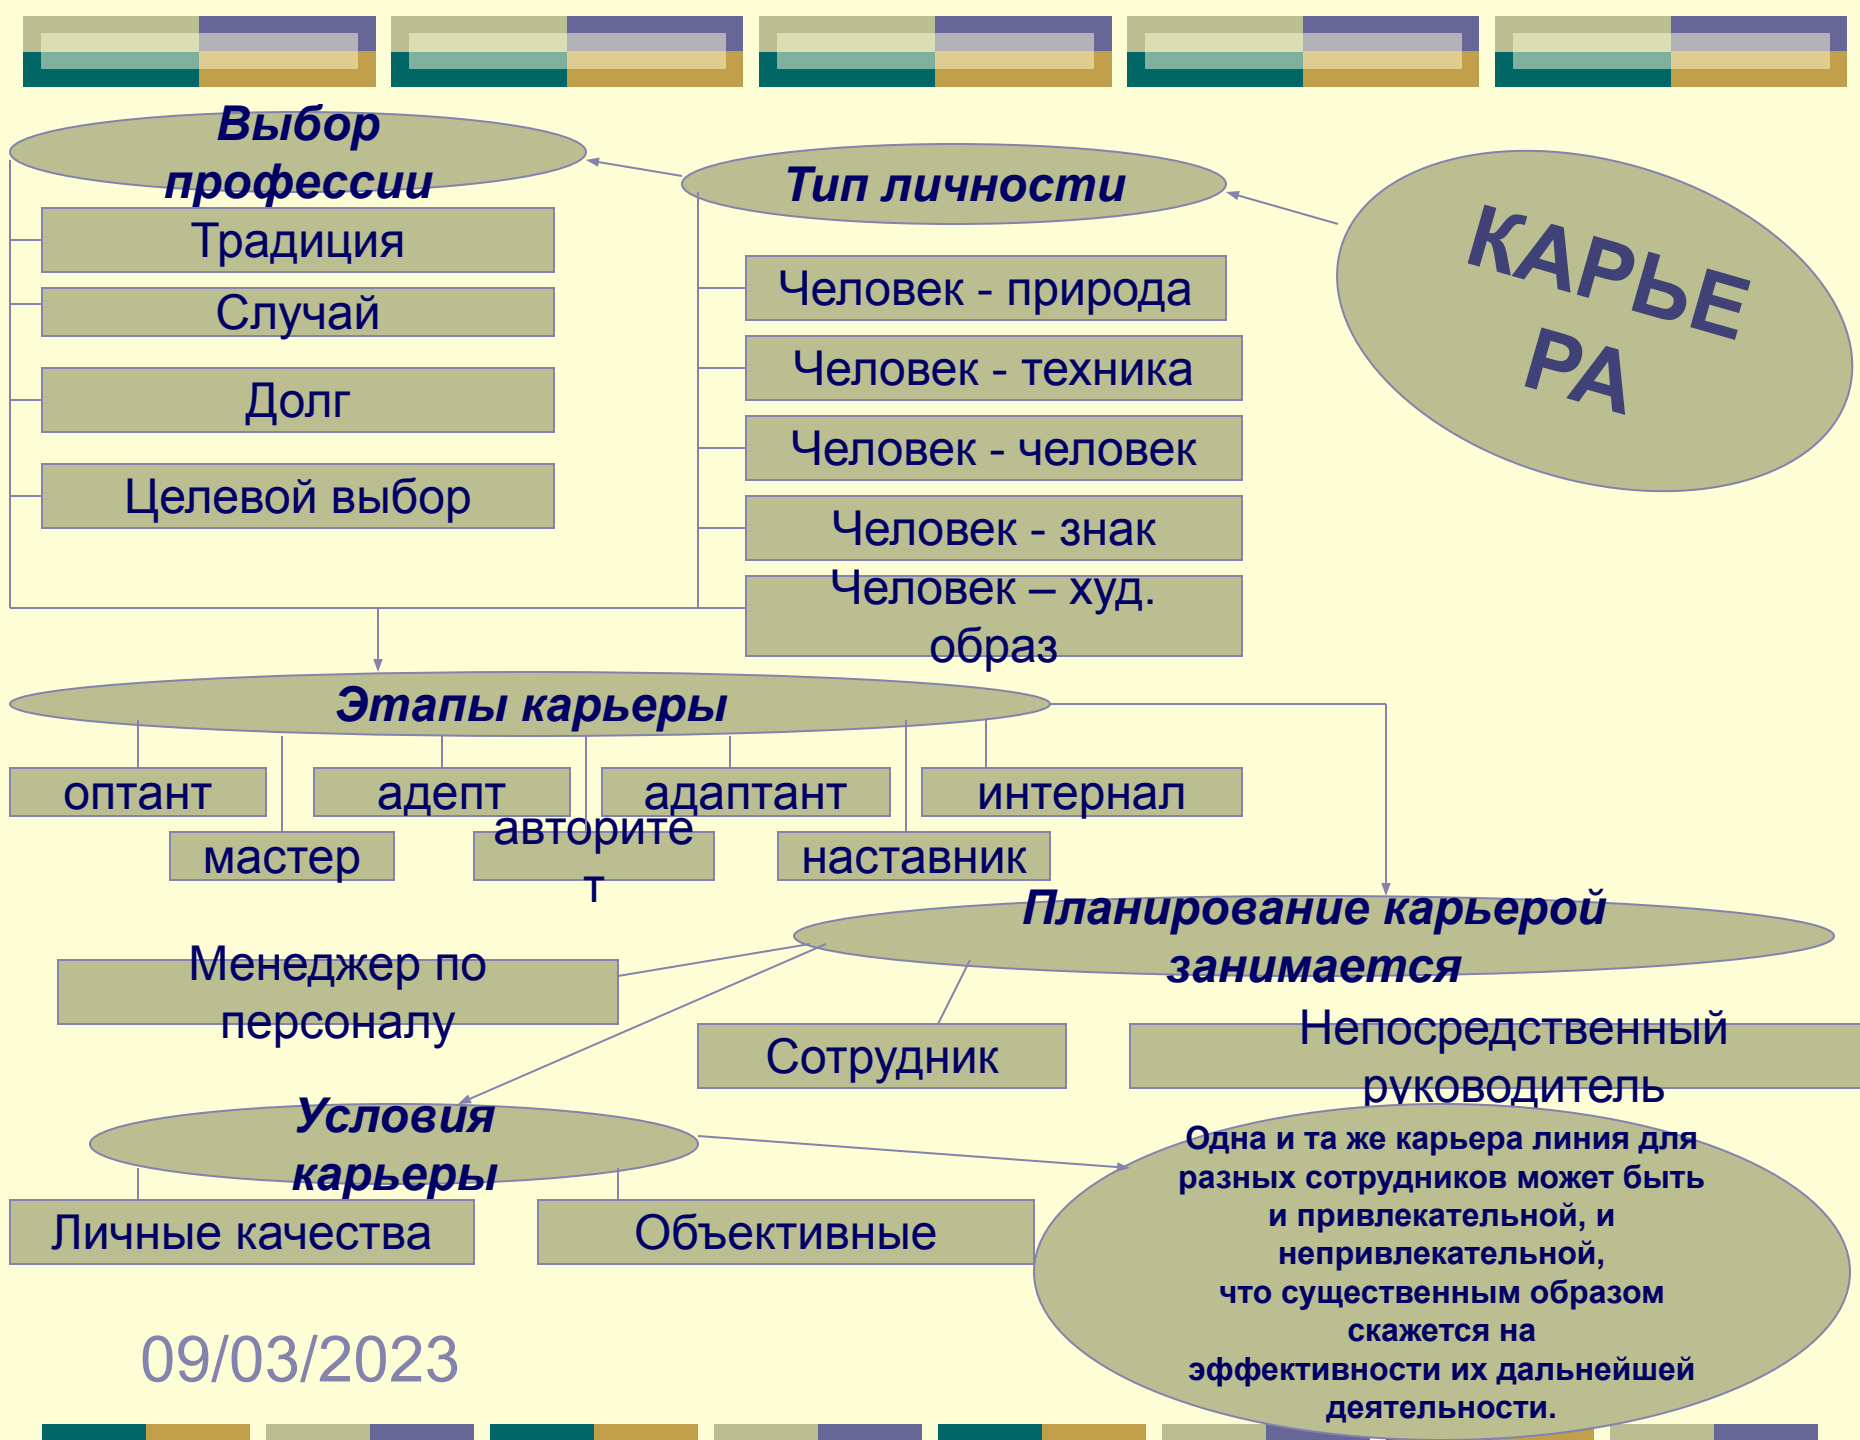 Выбор
профессии
Традиция
Случай
Долг
Целевой выбор
Тип личности
Человек - природа
Человек - техника
Человек - человек
Человек - знак
Человек – худ.
образ
КАРЬЕ
РА
Этапы карьеры
оптант
адепт
адаптант
интернал
мастер
авторите
т
наставник
Планирование карьерой
занимается
Менеджер по
персоналу
Сотрудник
Непосредственный
руководитель
Условия
карьеры
Личные качества
Объективные
Одна и та же карьера линия для
разных сотрудников может быть
и привлекательной, и
непривлекательной,
что существенным образом
скажется на
эффективности их дальнейшей
деятельности.
09/03/2023